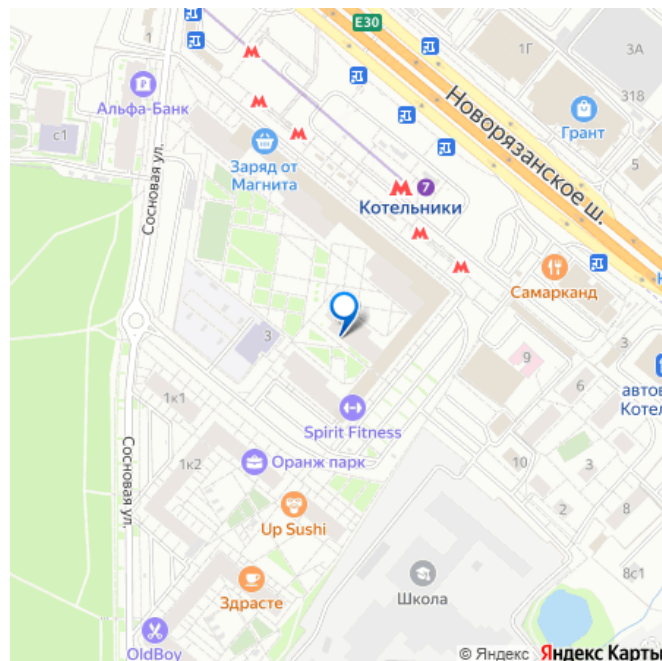 E30
1
1Г
3А
318
Альфа-Банк
Грант
с1
Новорязанское ш.
5
Заряд от
Магнита
Сосновая ул.
7
Котельники
Самарканд
К
3
3
9
6
автов
Котел
1к1
Spirit Fitness
Сосновая ул.
1к2
Оранж парк
10
3
Up Sushi
2
8
Школа
8с1
Здрасте
OldBoy
© Яндекс Яндекс Карты